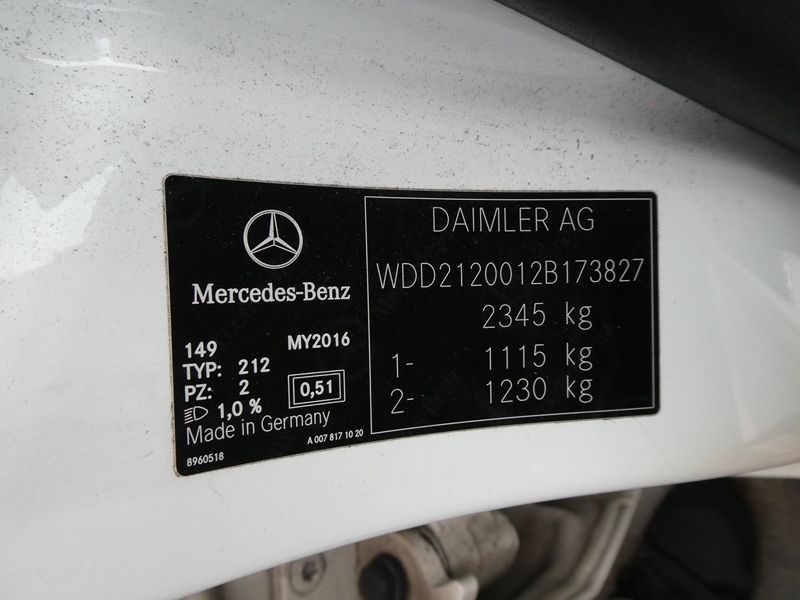 Mercedes-Benz
149 MY2016
TYP: 212
PZ: 2
1,0 % 0,51
Made in Germany
8960518 A 007 817 10 20
DAIMLER AG
WDD2120012B173827
2345 kg
1- 1115 kg
2- 1230 kg